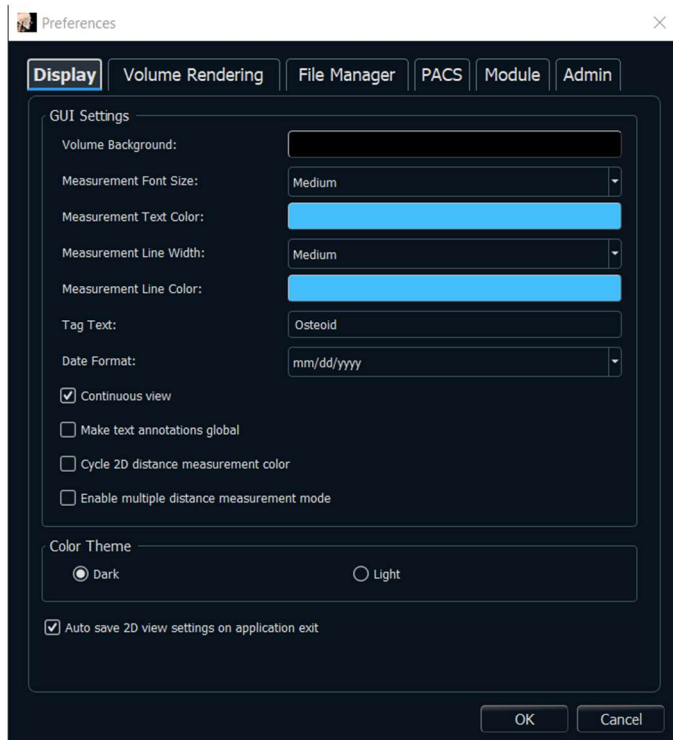 Preferences
Display Volume Rendering File Manager PACS Module Admin
GUI Settings
Volume Background:
Measurement Font Size: Medium
Measurement Text Color:
Measurement Line Width: Medium
Measurement Line Color:
Tag Text: Osteoid
Date Format: mm/dd/yyyy
Continuous view
Make text annotations global
Cycle 2D distance measurement color
Enable multiple distance measurement mode
Color Theme
Dark Light
Auto save 2D view settings on application exit
OK Cancel